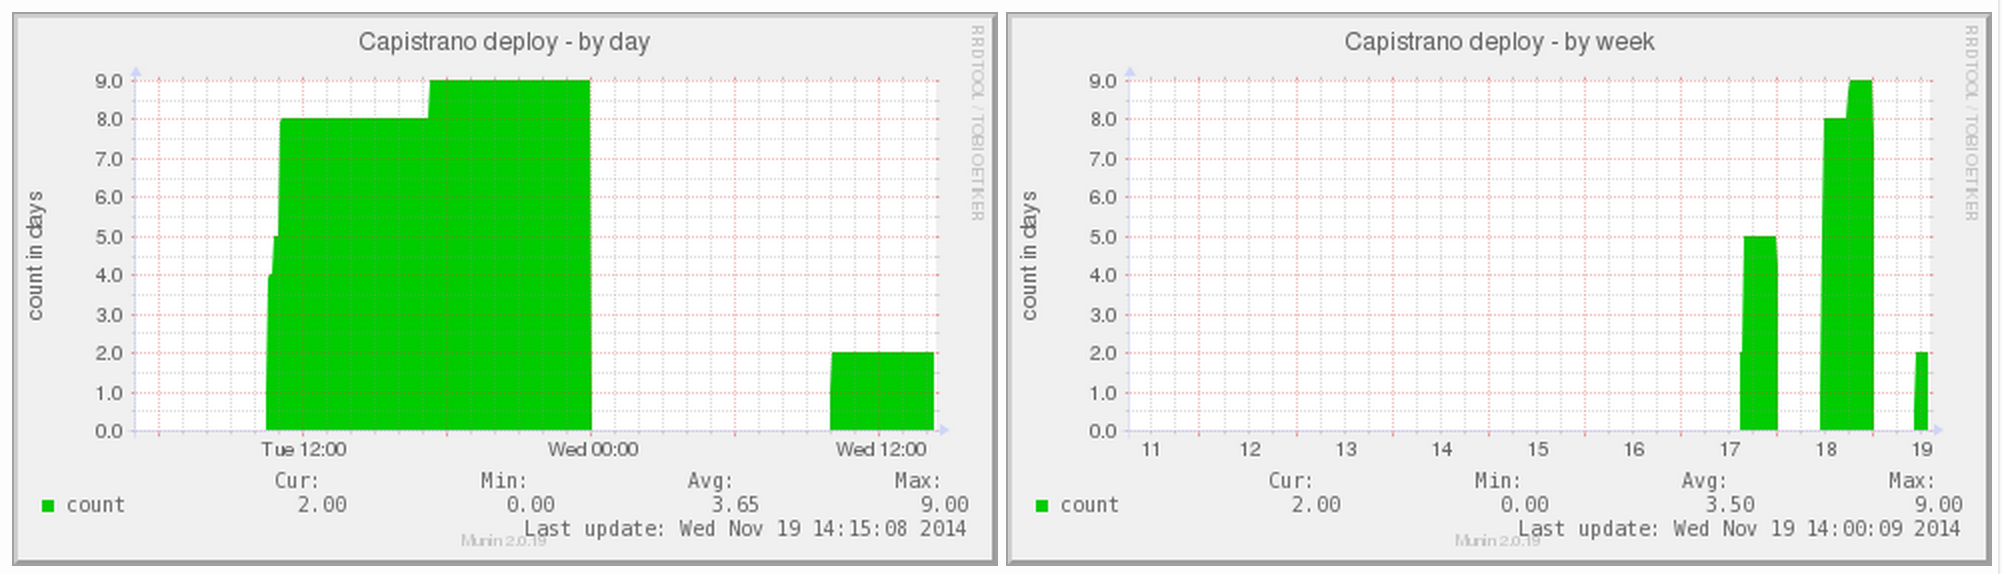 Capistrano deploy - by day
RRDTOOL / TOBI OETIKER
count in days
9.0
8.0
7.0
6.0
5.0
4.0
3.0
2.0
1.0
0.0
Tue 12:00 Wed 00:00 Wed 12:00
Cur: Min: Avg: Max:
count 2.00 0.00 3.65 9.00
Last update: Wed Nov 19 14:15:08 2014
Munin 2.0.19
Capistrano deploy - by week
RRDTOOL / TOBI OETIKER
count in days
9.0
8.0
7.0
6.0
5.0
4.0
3.0
2.0
1.0
0.0
11 12 13 14 15 16 17 18 19
Cur: Min: Avg: Max:
count 2.00 0.00 3.50 9.00
Last update: Wed Nov 19 14:00:09 2014
Munin 2.0.19